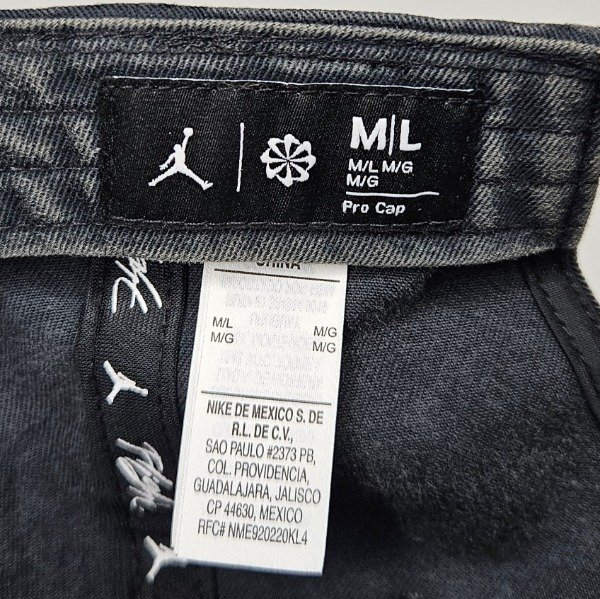 M|L
M/L M/G
M/G
Pro Cap
CHINA
M/L M/G
M/G M/G
NIKE DE MEXICO S. DE
R.L. DE C.V.,
SAO PAULO #2373 PB,
COL. PROVIDENCIA,
GUADALAJARA, JALISCO
CP 44630, MEXICO
RFC# NME920220KL4
Flight